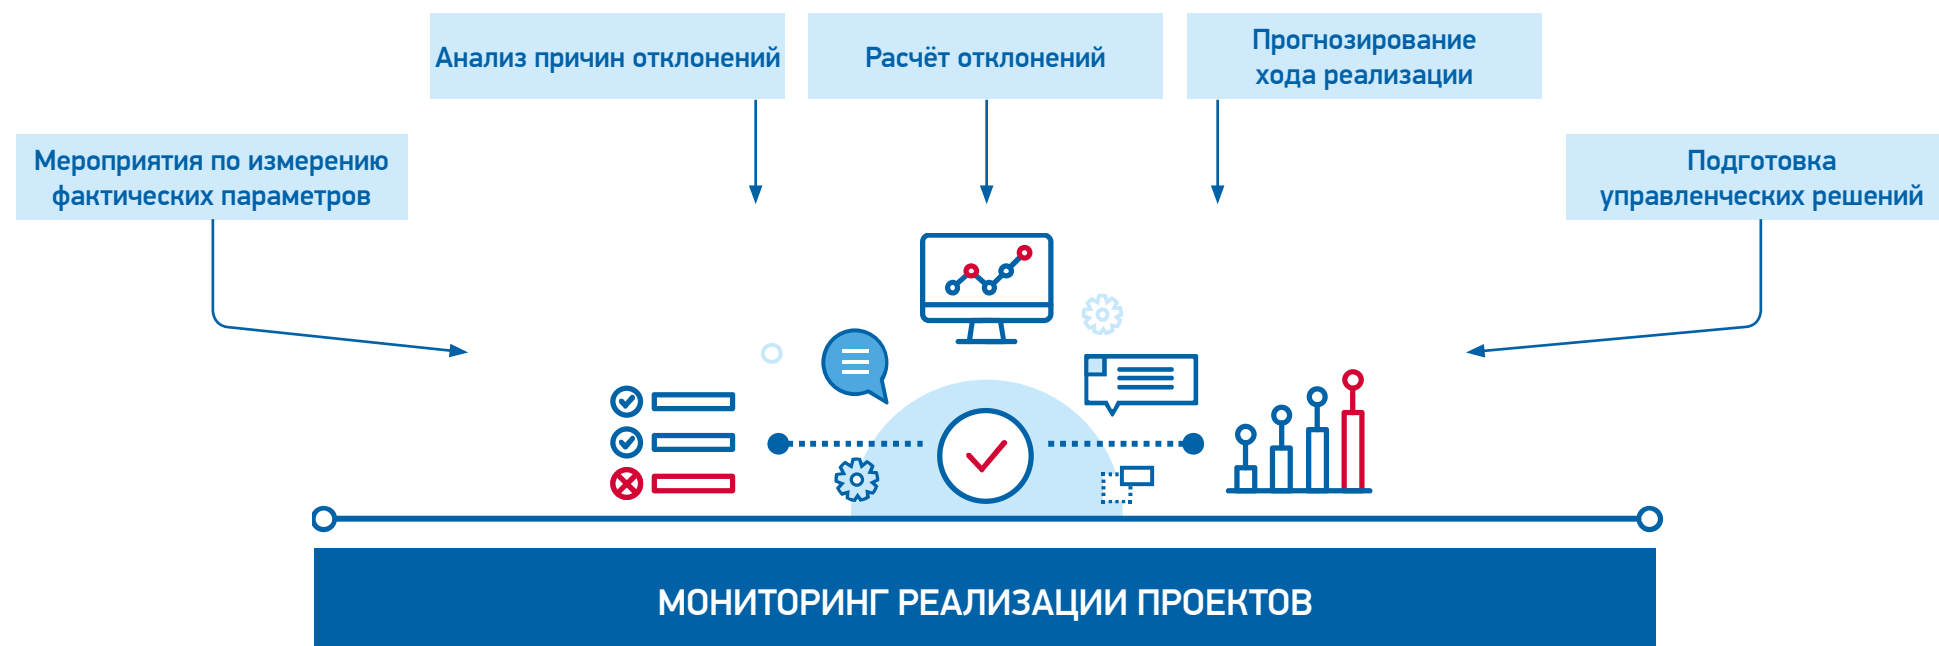 Анализ причин отклонений
Расчёт отклонений
Прогнозирование
хода реализации
Мероприятия по измерению
фактических параметров
Подготовка
управленческих решений
МОНИТОРИНГ РЕАЛИЗАЦИИ ПРОЕКТОВ